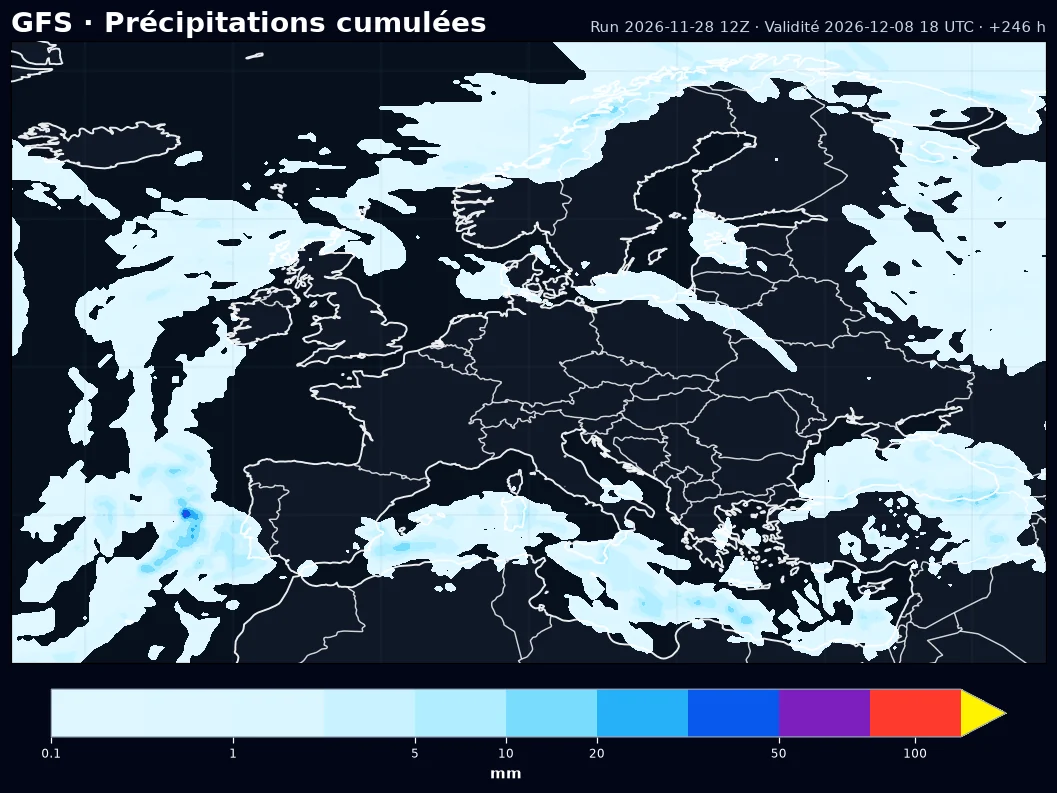 GFS · Précipitations cumulées
Run 2026-11-28 12Z · Validité 2026-12-08 18 UTC · +246 h
0.1 1 5 10 20 50 100
mm